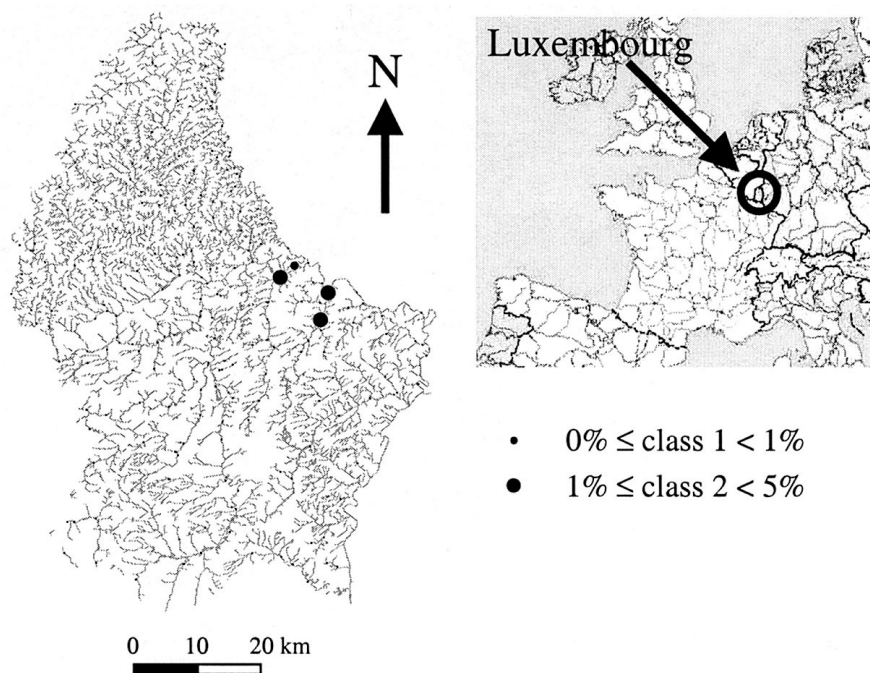 N
Luxembourg
0% ≤ class 1 < 1%
1% ≤ class 2 < 5%
0 10 20 km